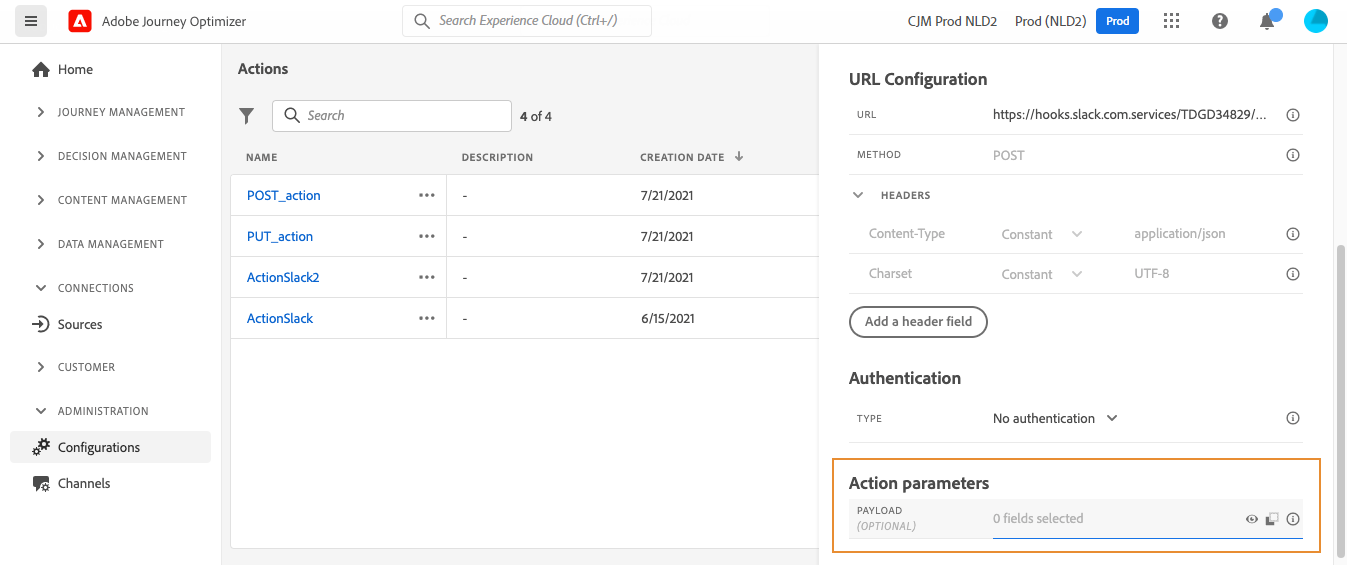 Adobe Journey Optimizer
Search Experience Cloud (Ctrl+/)
CJM Prod NLD2
Prod (NLD2)
Prod
Home
JOURNEY MANAGEMENT
DECISION MANAGEMENT
CONTENT MANAGEMENT
DATA MANAGEMENT
CONNECTIONS
Sources
CUSTOMER
ADMINISTRATION
Configurations
Channels
Actions
Search
4 of 4
NAME DESCRIPTION CREATION DATE
POST_action - 7/21/2021
PUT_action - 7/21/2021
ActionSlack2 - 7/21/2021
ActionSlack - 6/15/2021
URL Configuration
URL https://hooks.slack.com.services/TDGD34829/...
METHOD POST
HEADERS
Content-Type Constant application/json
Charset Constant UTF-8
Add a header field
Authentication
TYPE No authentication
Action parameters
PAYLOAD
(OPTIONAL)
0 fields selected